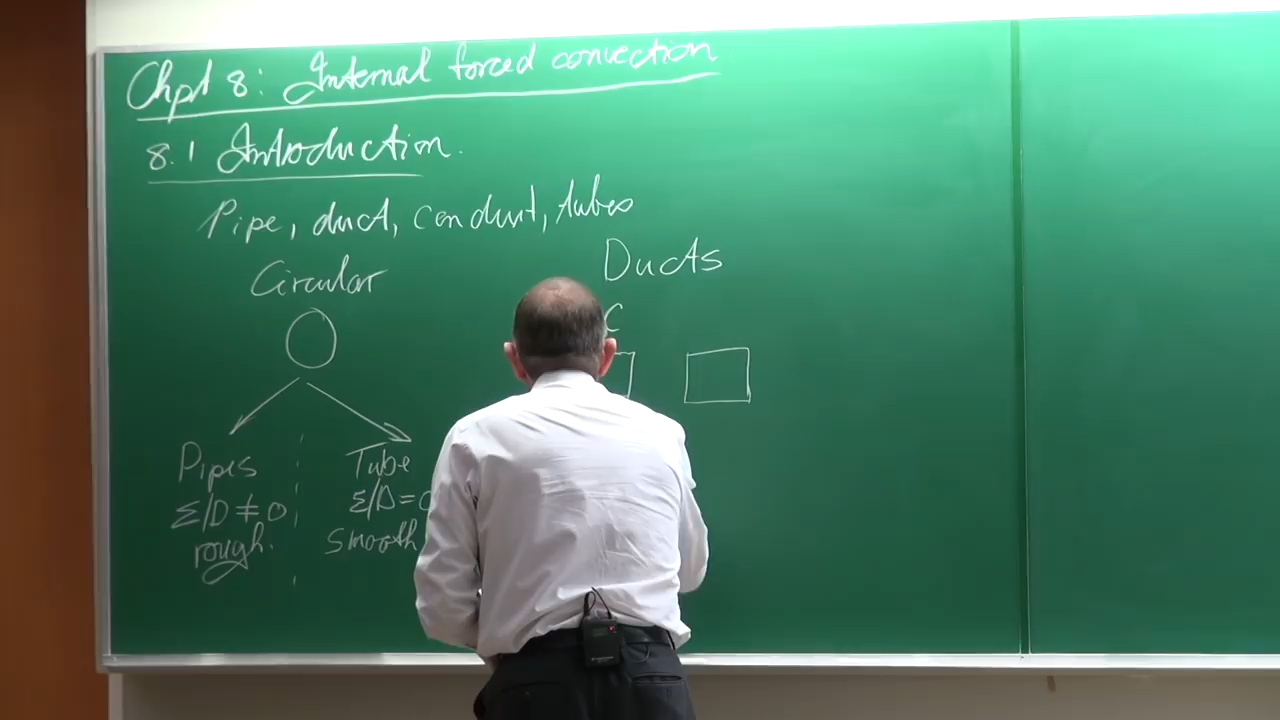 Chpt 8: Internal forced convection
8.1 Introduction.
Pipe, duct, conduit, tubes
Circular
Ducts
C
Pipes
Tube
Ɛ/D ≠ 0
Ɛ/D = 0
rough.
smooth